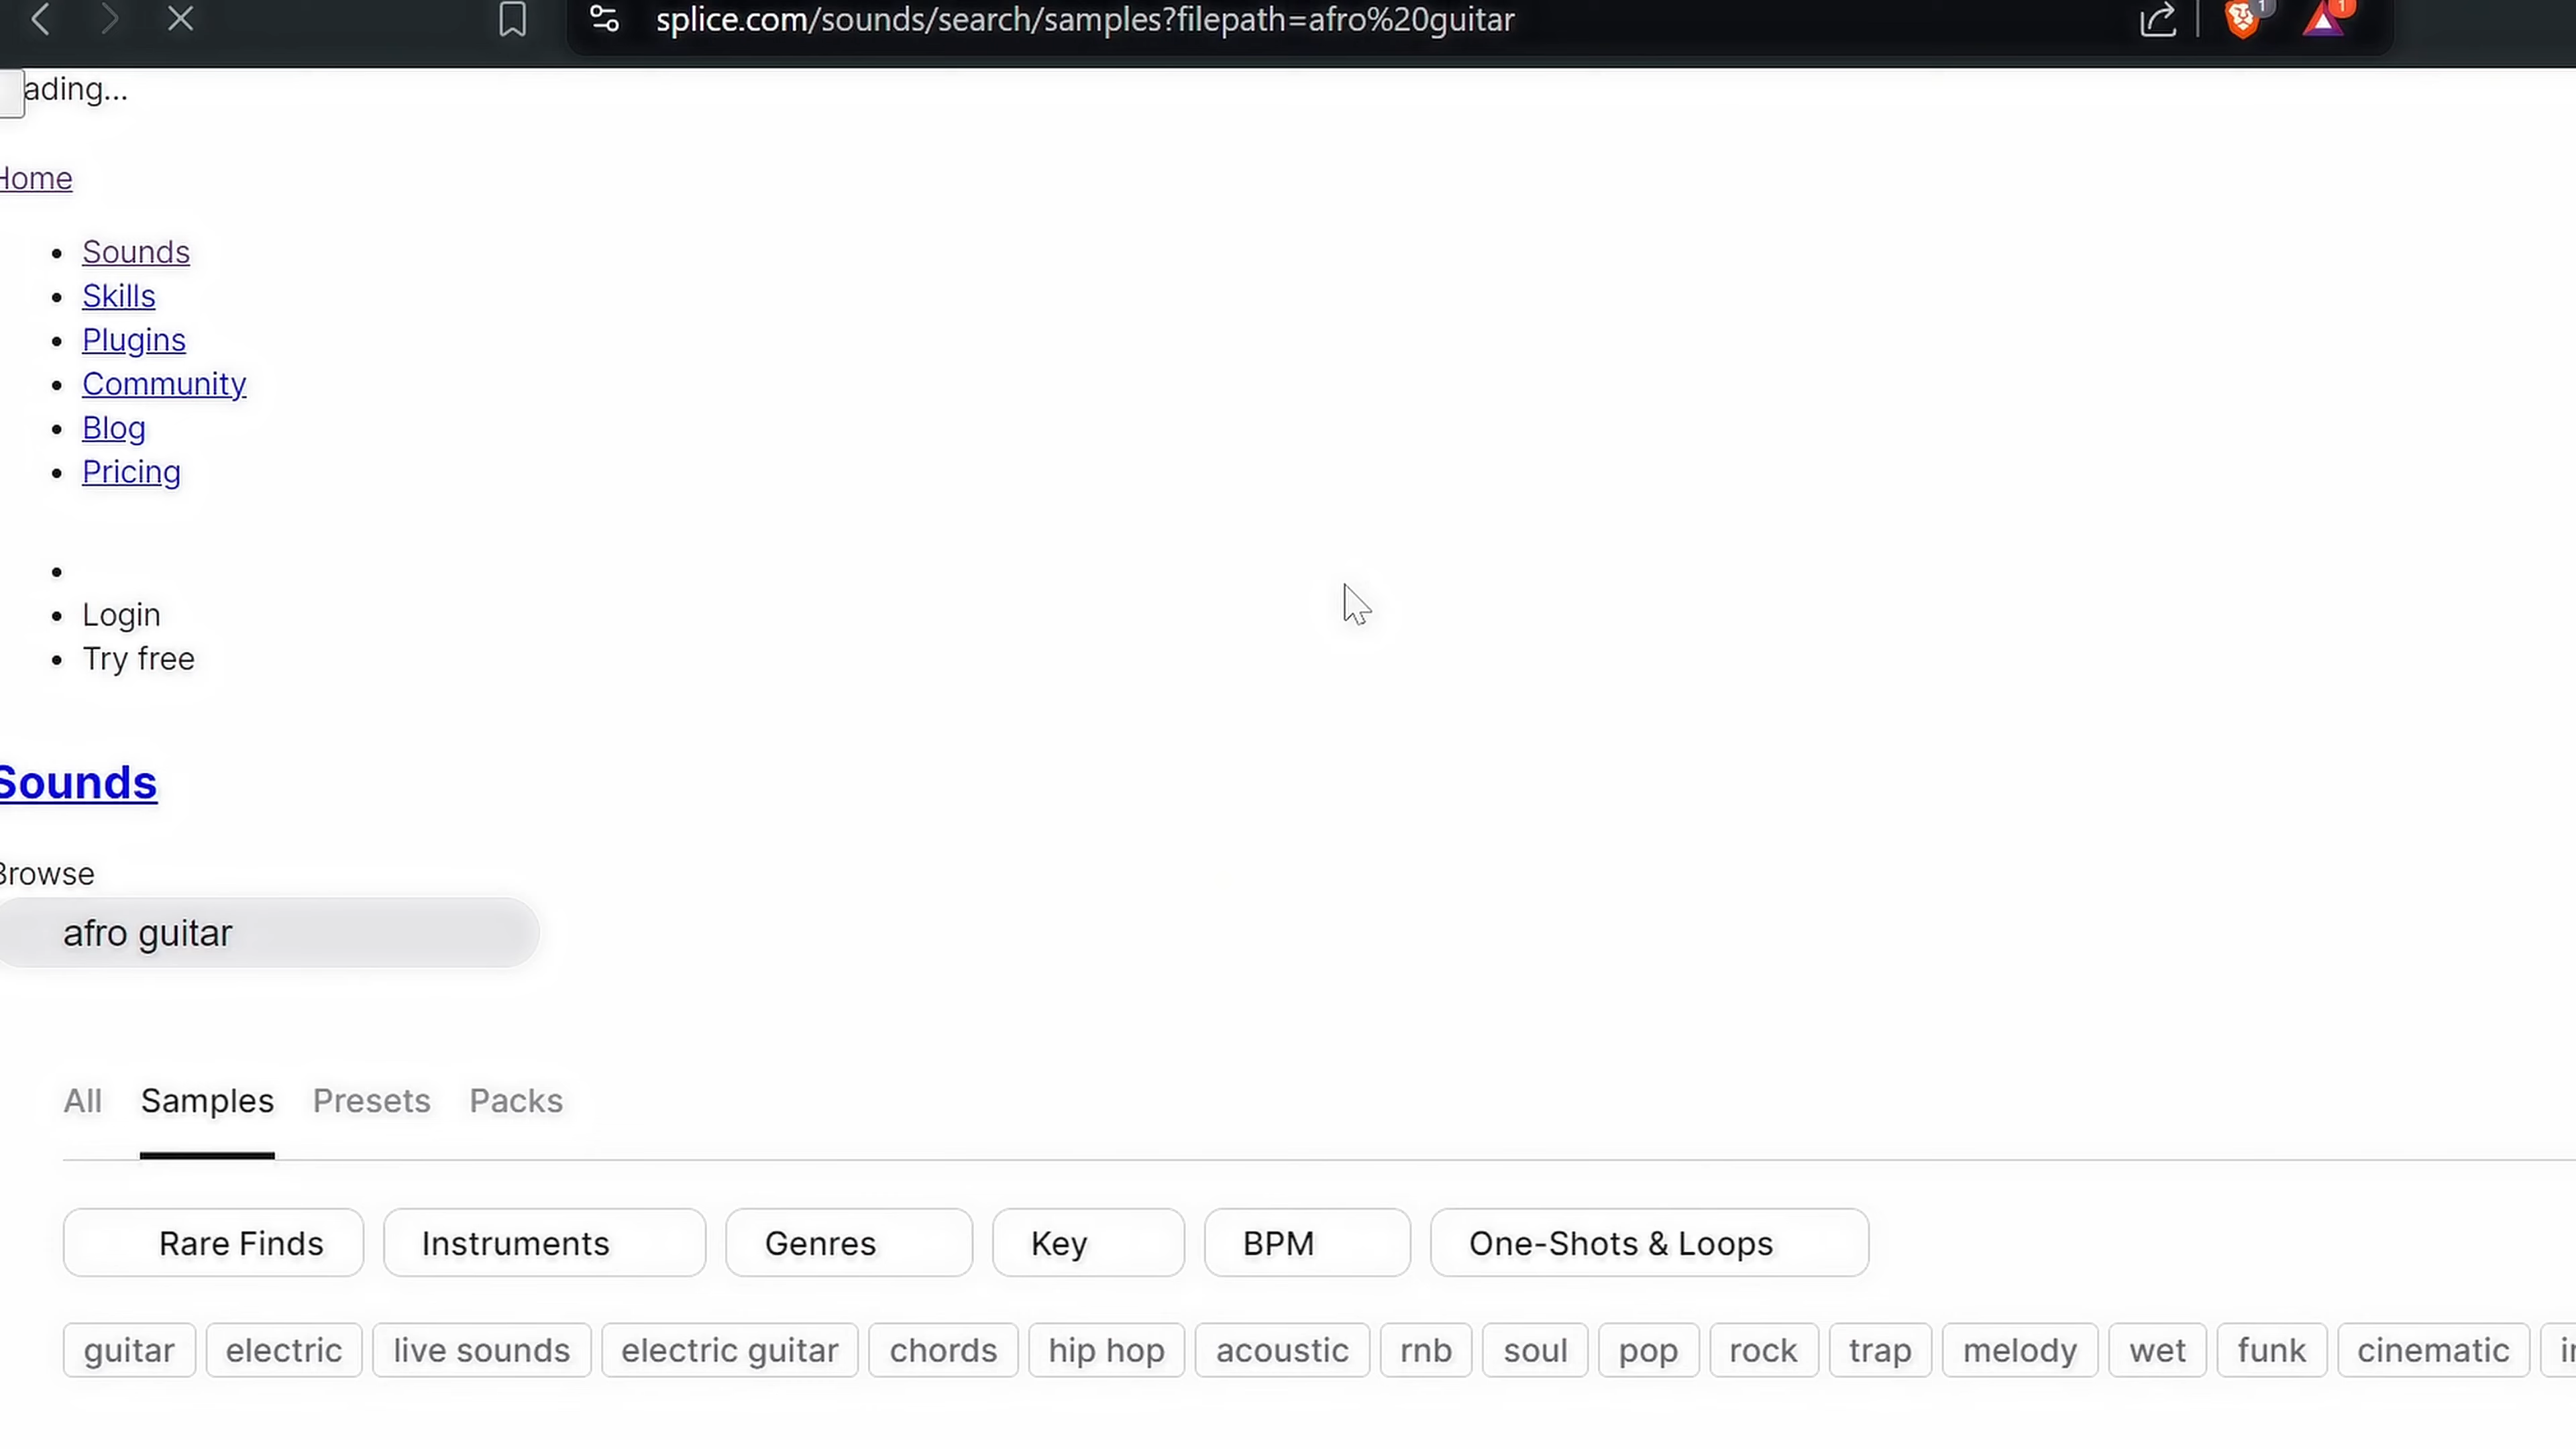 splice.com/sounds/search/samples?filepath=afro%20guitar
1
1
ading...
Home
Sounds
Skills
Plugins
Community
Blog
Pricing
Login
Try free
Sounds
Browse
afro guitar
All Samples Presets Packs
Rare Finds Instruments Genres Key BPM One-Shots & Loops
guitar electric live sounds electric guitar chords hip hop acoustic rnb soul pop rock trap melody wet funk cinematic